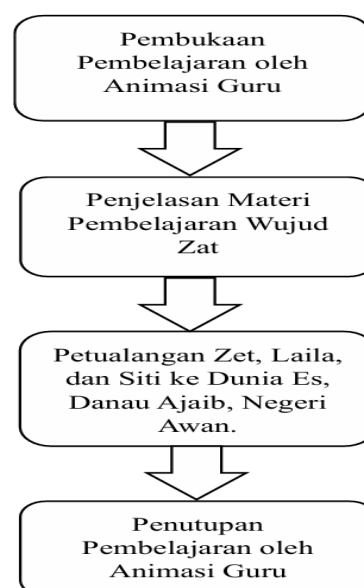 Pembukaan
Pembelajaran oleh
Animasi Guru
Penjelasan Materi
Pembelajaran Wujud
Zat
Petualangan Zet, Laila,
dan Siti ke Dunia Es,
Danau Ajaib, Negeri
Awan.
Penutupan
Pembelajaran oleh
Animasi Guru